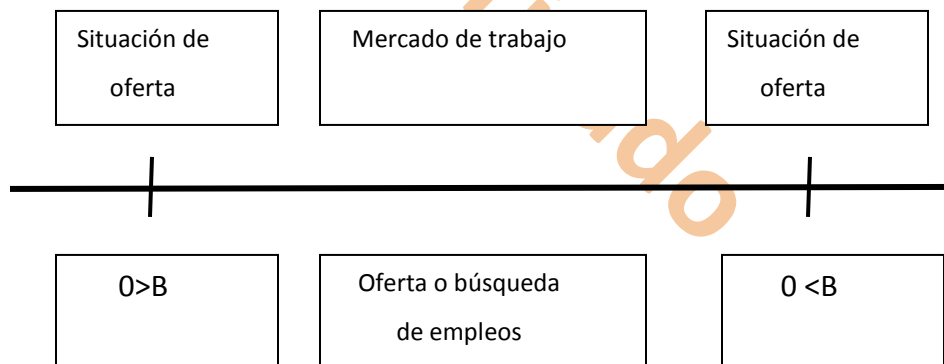 Situación de
oferta
Mercado de trabajo
Situación de
oferta
0>B
Oferta o búsqueda
de empleos
0 <B